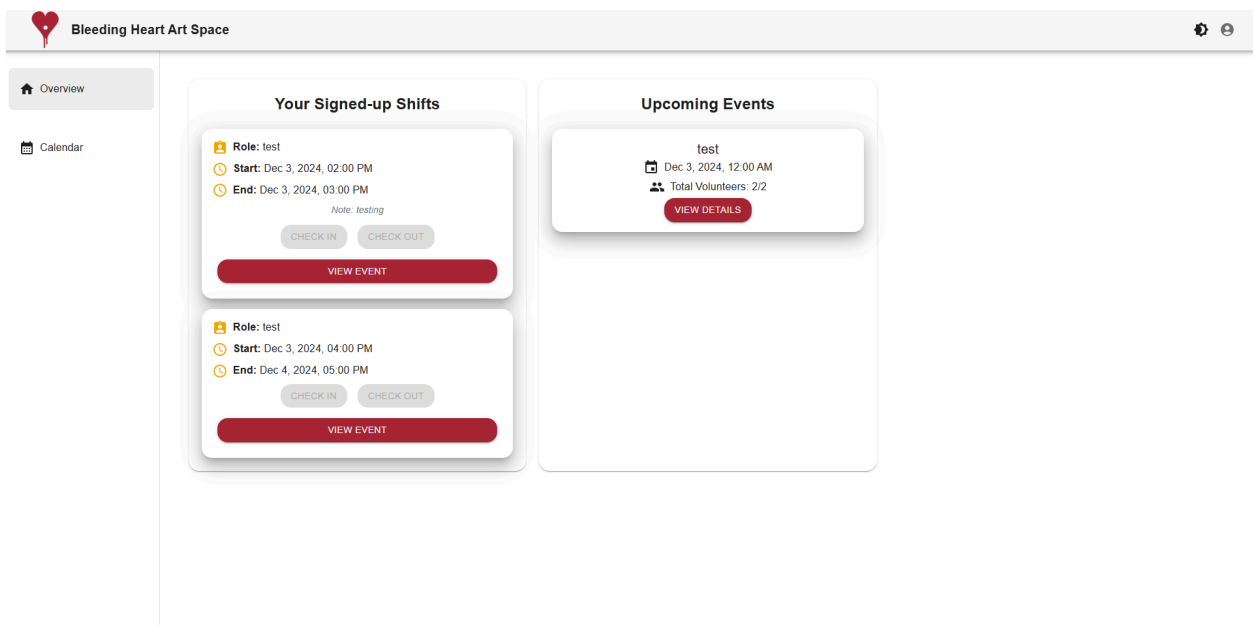 Bleeding Heart Art Space
Overview
Calendar
Your Signed-up Shifts
Role: test
Start: Dec 3, 2024, 02:00 PM
End: Dec 3, 2024, 03:00 PM
Note: testing
CHECK IN CHECK OUT
VIEW EVENT
Role: test
Start: Dec 3, 2024, 04:00 PM
End: Dec 4, 2024, 05:00 PM
CHECK IN CHECK OUT
VIEW EVENT
Upcoming Events
test
Dec 3, 2024, 12:00 AM
Total Volunteers: 2/2
VIEW DETAILS